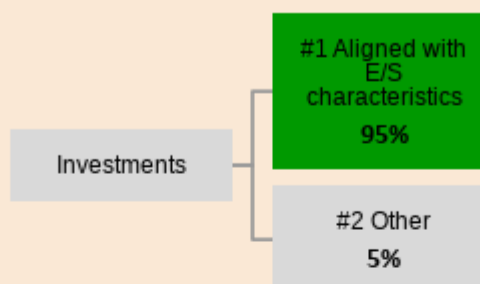 #1 Aligned with
E/S
characteristics
95%
Investments
#2 Other
5%